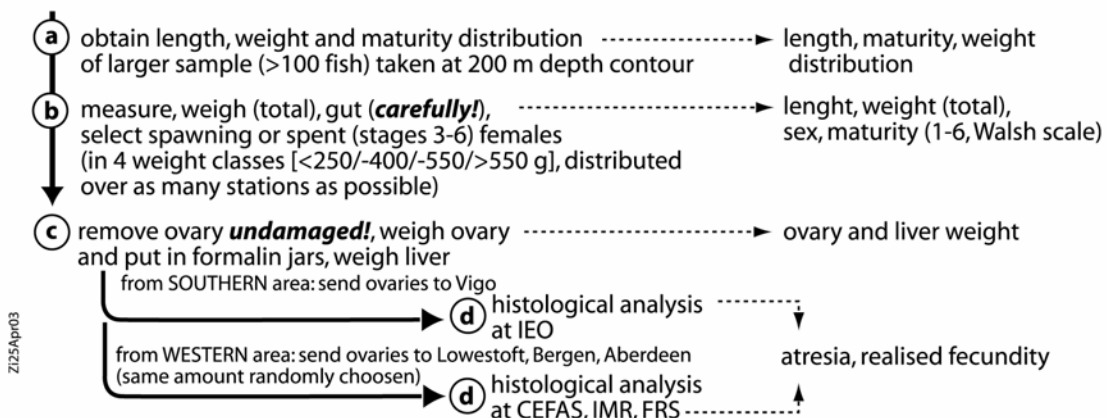 a obtain length, weight and maturity distribution length, maturity, weight
of larger sample (>100 fish) taken at 200 m depth contour distribution
b measure, weigh (total), gut (carefully!), lenght, weight (total),
select spawning or spent (stages 3-6) females sex, maturity (1-6, Walsh scale)
(in 4 weight classes [<250/-400/-550/>550 g], distributed
over as many stations as possible)
c remove ovary undamaged!, weigh ovary ovary and liver weight
and put in formalin jars, weigh liver
from SOUTHERN area: send ovaries to Vigo
d histological analysis
at IEO
from WESTERN area: send ovaries to Lowestoft, Bergen, Aberdeen atresia, realised fecundity
(same amount randomly choosen)
d histological analysis
at CEFAS, IMR, FRS
Zi25Apr03